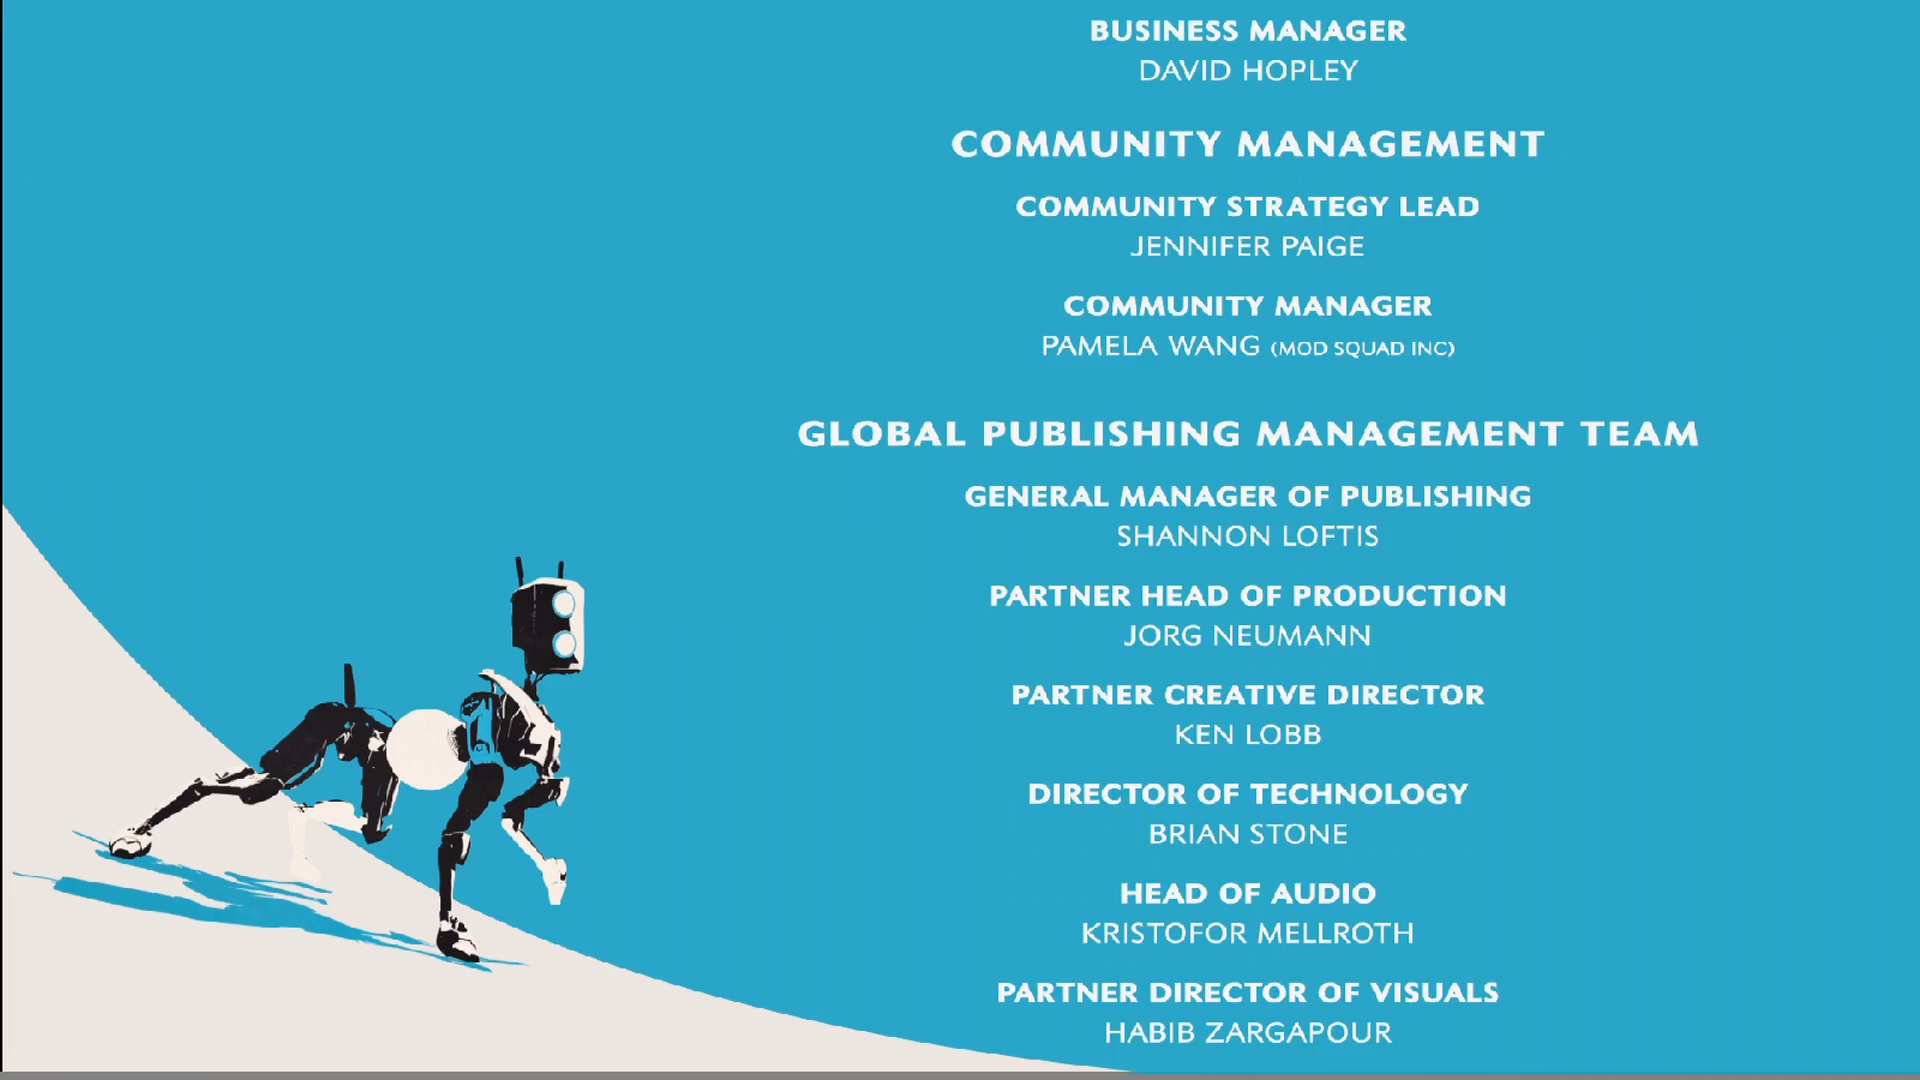 BUSINESS MANAGER
DAVID HOPLEY
COMMUNITY MANAGEMENT
COMMUNITY STRATEGY LEAD
JENNIFER PAIGE
COMMUNITY MANAGER
PAMELA WANG (MOD SQUAD INC)
GLOBAL PUBLISHING MANAGEMENT TEAM
GENERAL MANAGER OF PUBLISHING
SHANNON LOFTIS
PARTNER HEAD OF PRODUCTION
JORG NEUMANN
PARTNER CREATIVE DIRECTOR
KEN LOBB
DIRECTOR OF TECHNOLOGY
BRIAN STONE
HEAD OF AUDIO
KRISTOFOR MELLROTH
PARTNER DIRECTOR OF VISUALS
HABIB ZARGAPOUR